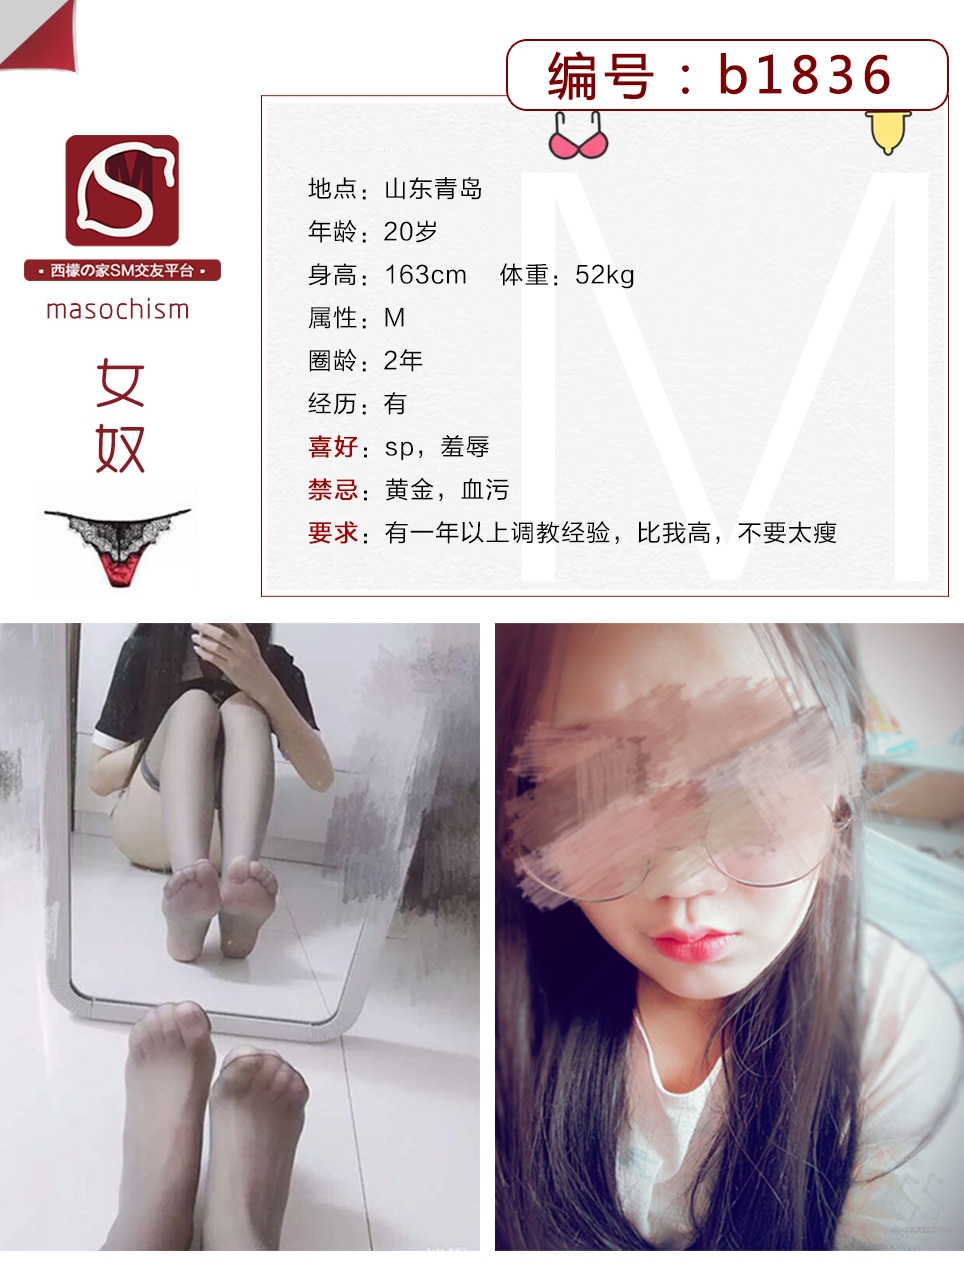 编号：b1836
SM
·西檬の家SM交友平台·
masochism
女
奴
地点：山东青岛
年龄：20岁
身高：163cm 体重：52kg
属性：M
圈龄：2年
经历：有
喜好：sp，羞辱
禁忌：黄金，血污
要求：有一年以上调教经验，比我高，不要太瘦
M